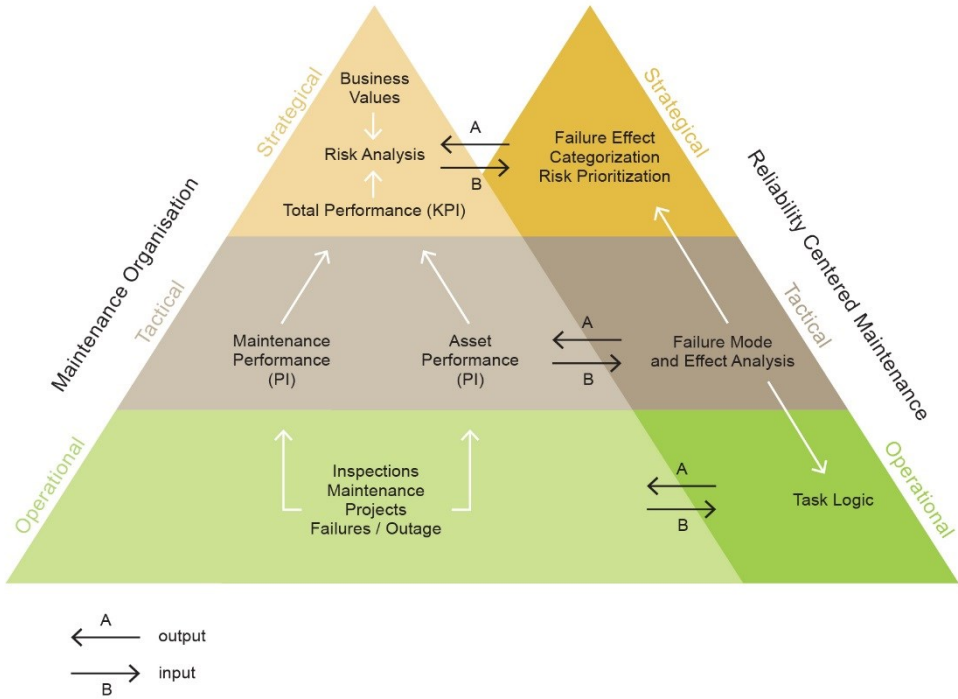 Business
Values
Risk Analysis
Total Performance (KPI)
Strategical
A
B
Failure Effect
Categorization
Risk Prioritization
Strategical
Maintenance Organisation
Reliability Centered Maintenance
Tactical
Maintenance
Performance
(PI)
Asset
Performance
(PI)
A
B
Failure Mode
and Effect Analysis
Tactical
Operational
Inspections
Maintenance
Projects
Failures / Outage
A
B
Task Logic
Operational
A
output
input
B